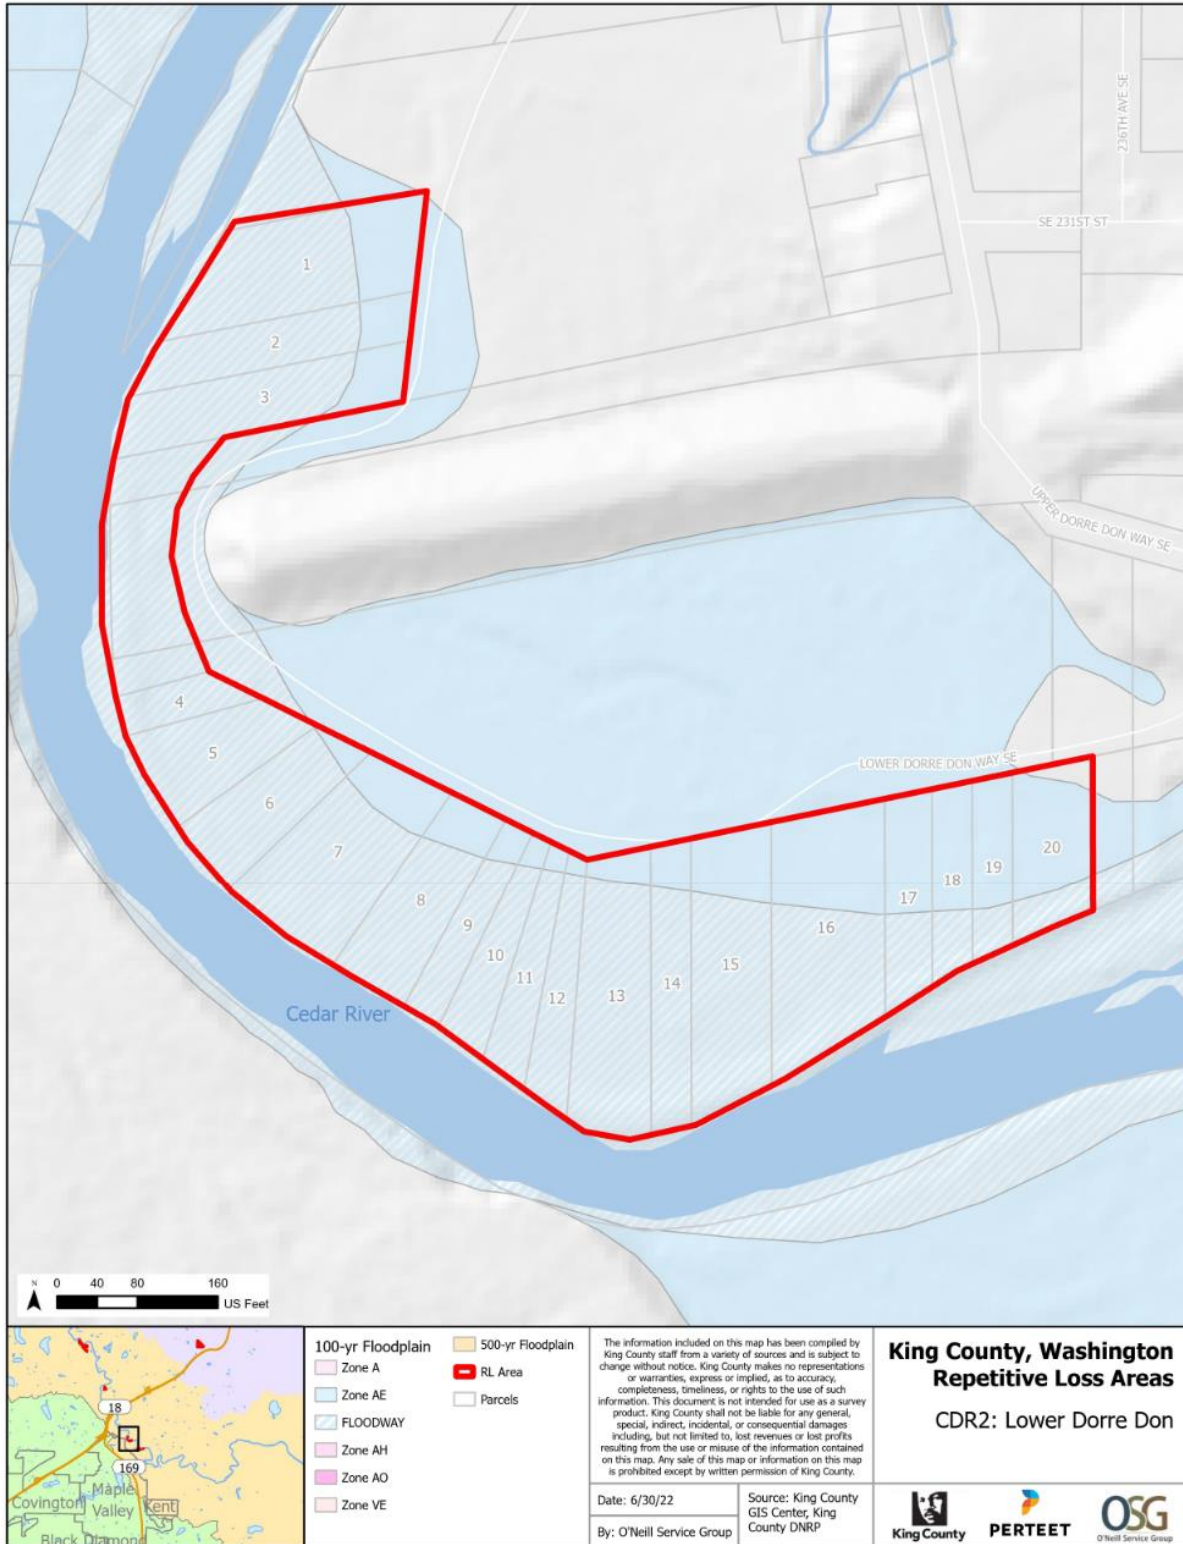 236TH AVE SE
SE 231ST ST
1
2
3
UPPER DORRE DON WAY SE
4
5
LOWER DORRE DON WAY SE
6
7
8
9
10
11
12
13
14
15
16
17
18
19
20
Cedar River
N 0 40 80 160
US Feet
18
169
Covington
Maple
Valley
Kent
Black Diamond
100-yr Floodplain
Zone A
Zone AE
FLOODWAY
Zone AH
Zone AO
Zone VE
500-yr Floodplain
RL Area
Parcels
The information included on this map has been compiled by
King County staff from a variety of sources and is subject to
change without notice. King County makes no representations
or warranties, express or implied, as to accuracy,
completeness, timeliness, or rights to the use of such
information. This document is not intended for use as a survey
product. King County shall not be liable for any general,
special, indirect, incidental, or consequential damages
including, but not limited to, lost revenues or lost profits
resulting from the use or misuse of the information contained
on this map. Any sale of this map or information on this map
is prohibited except by written permission of King County.
Date: 6/30/22
By: O'Neill Service Group
Source: King County
GIS Center, King
County DNRP
King County, Washington
Repetitive Loss Areas
CDR2: Lower Dorre Don
King County
PERTEET
OSG
O'Neill Service Group